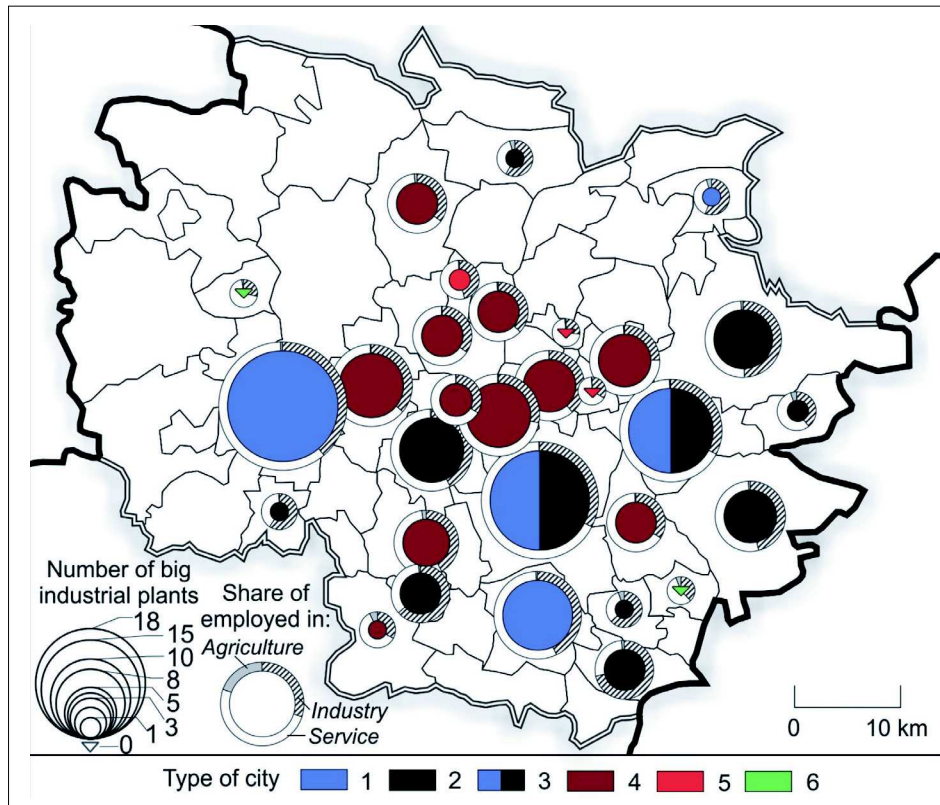 Number of big
industrial plants
18
15
10
8
5
3
1
0
Share of
employed in:
Agriculture
Industry
Service
0 10 km
Type of city 1 2 3 4 5 6